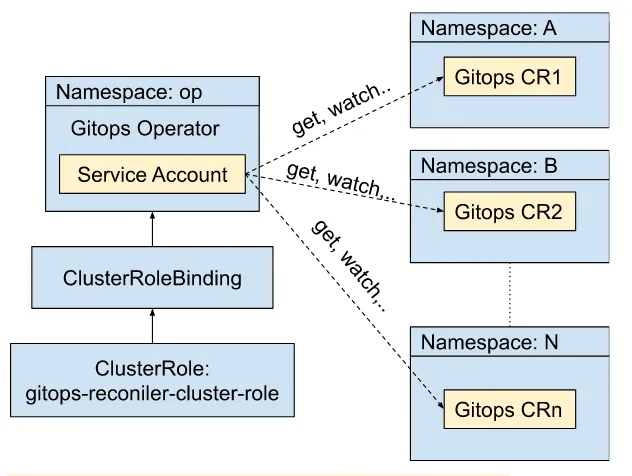 Namespace: A
Gitops CR1
Namespace: op
Gitops Operator
Service Account
get, watch..
Namespace: B
get, watch,..
Gitops CR2
get, watch,..
ClusterRoleBinding
Namespace: N
ClusterRole:
gitops-reconiler-cluster-role
Gitops CRn